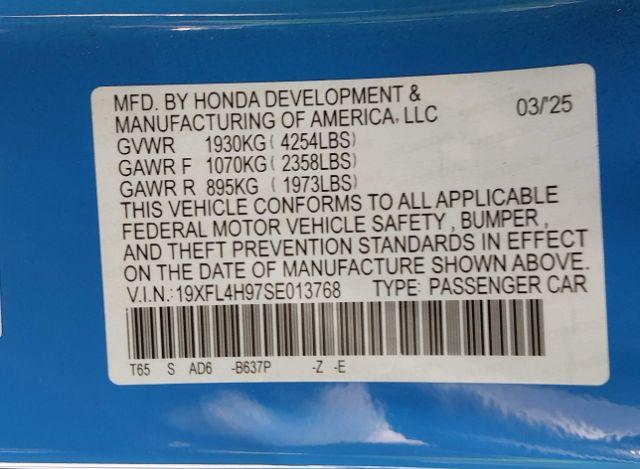 MFD. BY HONDA DEVELOPMENT &
MANUFACTURING OF AMERICA, LLC 03/'25
GVWR 1930KG( 4254LBS)
GAWR F 1070KG( 2358LBS)
GAWR R 895KG ( 1973LBS)
THIS VEHICLE CONFORMS TO ALL APPLICABLE
FEDERAL MOTOR VEHICLE SAFETY , BUMPER ,
AND THEFT PREVENTION STANDARDS IN EFFECT
ON THE DATE OF MANUFACTURE SHOWN ABOVE.
V.I.N.:19XFL4H97SE013768 TYPE: PASSENGER CAR
T65 S AD6 -B637P -Z -E